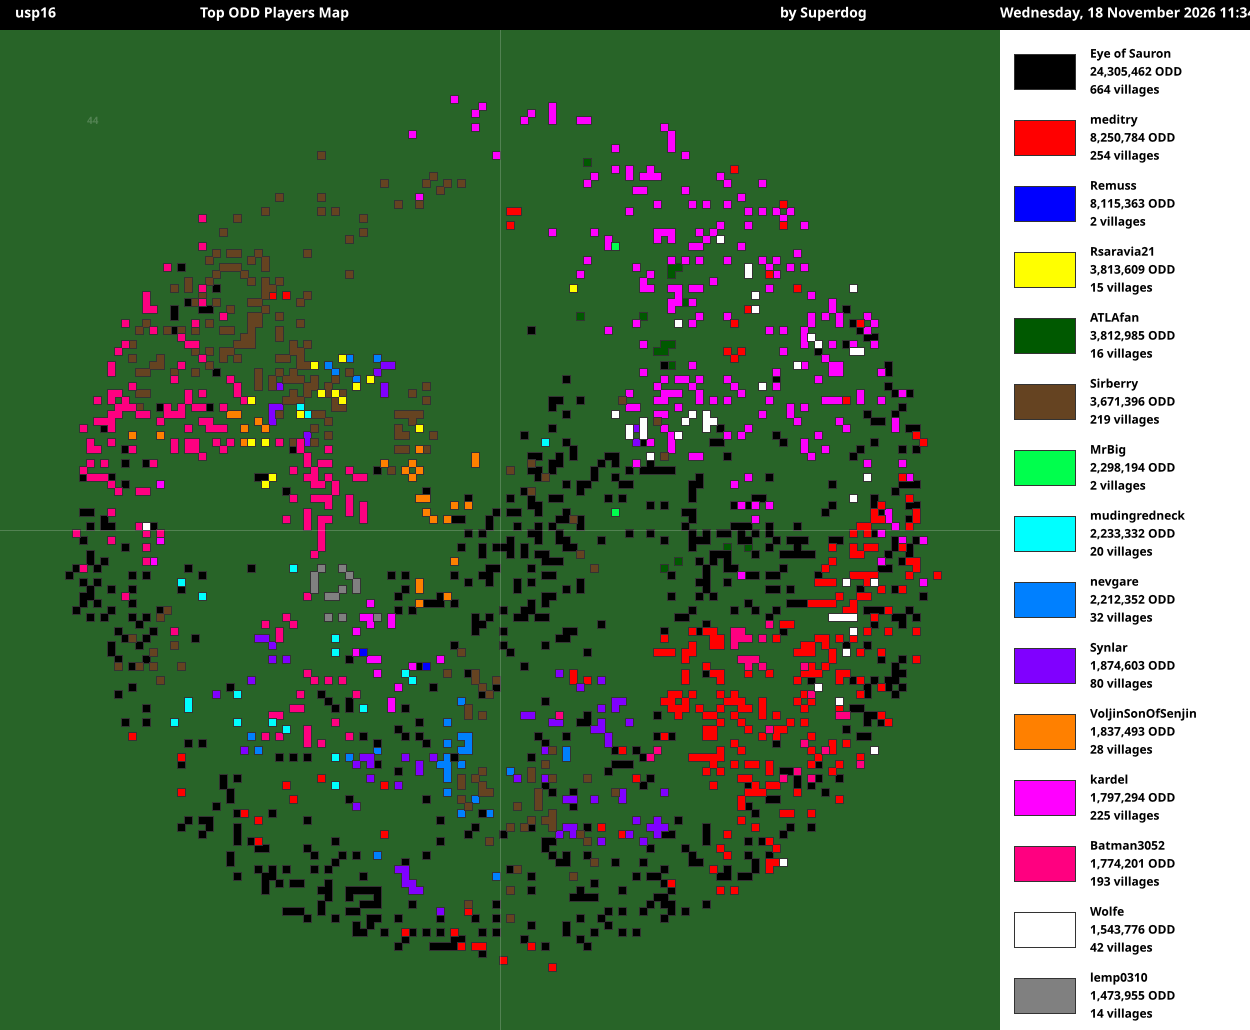 usp16 Top ODD Players Map by Superdog Wednesday, 18 November 2026 11:34
44
Eye of Sauron
24,305,462 ODD
664 villages
meditry
8,250,784 ODD
254 villages
Remuss
8,115,363 ODD
2 villages
Rsaravia21
3,813,609 ODD
15 villages
ATLAfan
3,812,985 ODD
16 villages
Sirberry
3,671,396 ODD
219 villages
MrBig
2,298,194 ODD
2 villages
mudingredneck
2,233,332 ODD
20 villages
nevgare
2,212,352 ODD
32 villages
Synlar
1,874,603 ODD
80 villages
VoljinSonOfSenjin
1,837,493 ODD
28 villages
kardel
1,797,294 ODD
225 villages
Batman3052
1,774,201 ODD
193 villages
Wolfe
1,543,776 ODD
42 villages
lemp0310
1,473,955 ODD
14 villages